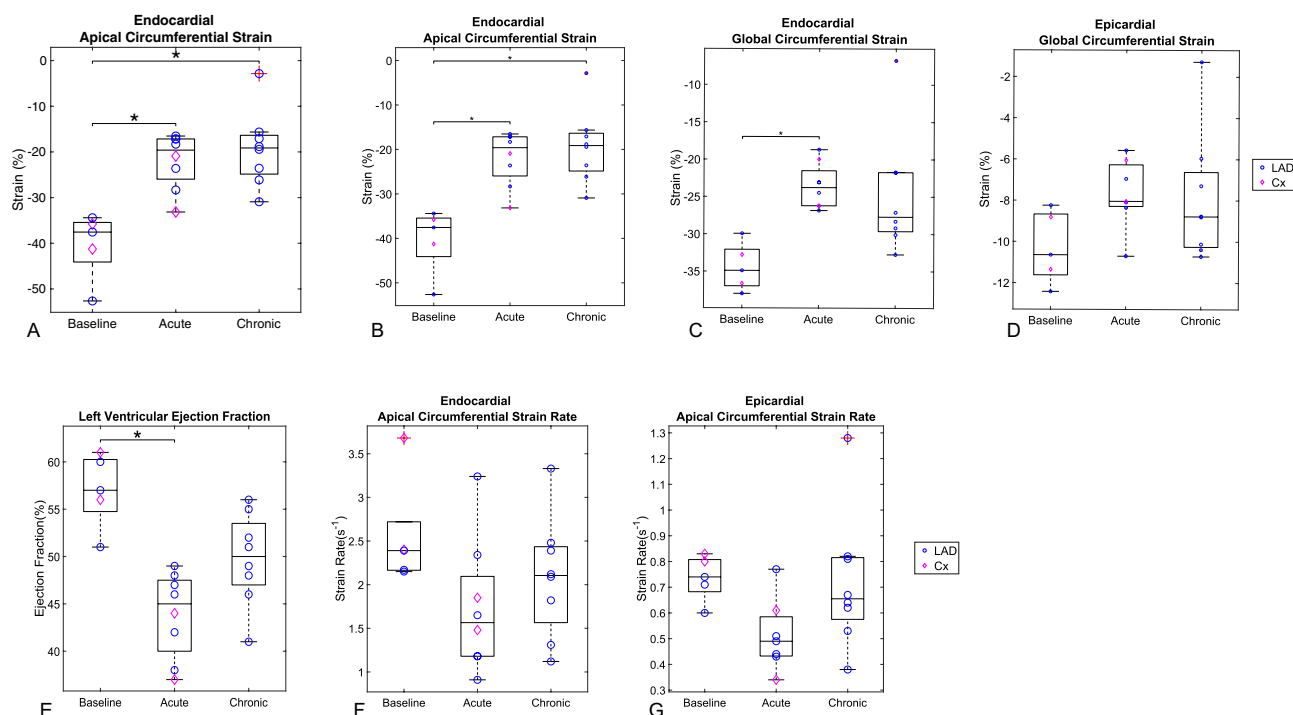 Endocardial
Apical Circumferential Strain
Strain (%)
0
-10
-20
-30
-40
-50
*
*
Baseline
Acute
Chronic
A
Endocardial
Apical Circumferential Strain
Strain (%)
0
-10
-20
-30
-40
-50
*
*
Baseline
Acute
Chronic
B
Endocardial
Global Circumferential Strain
Strain (%)
-10
-15
-20
-25
-30
-35
*
Baseline
Acute
Chronic
C
Epicardial
Global Circumferential Strain
Strain (%)
-2
-4
-6
-8
-10
-12
Baseline
Acute
Chronic
D
LAD
Cx
Left Ventricular Ejection Fraction
Ejection Fraction(%)
60
55
50
45
40
*
Baseline
Acute
Chronic
E
Endocardial
Apical Circumferential Strain Rate
Strain Rate(s⁻¹)
3.5
3
2.5
2
1.5
1
Baseline
Acute
Chronic
F
Epicardial
Apical Circumferential Strain Rate
Strain Rate(s⁻¹)
1.3
1.2
1.1
1
0.9
0.8
0.7
0.6
0.5
0.4
0.3
Baseline
Acute
Chronic
G
LAD
Cx